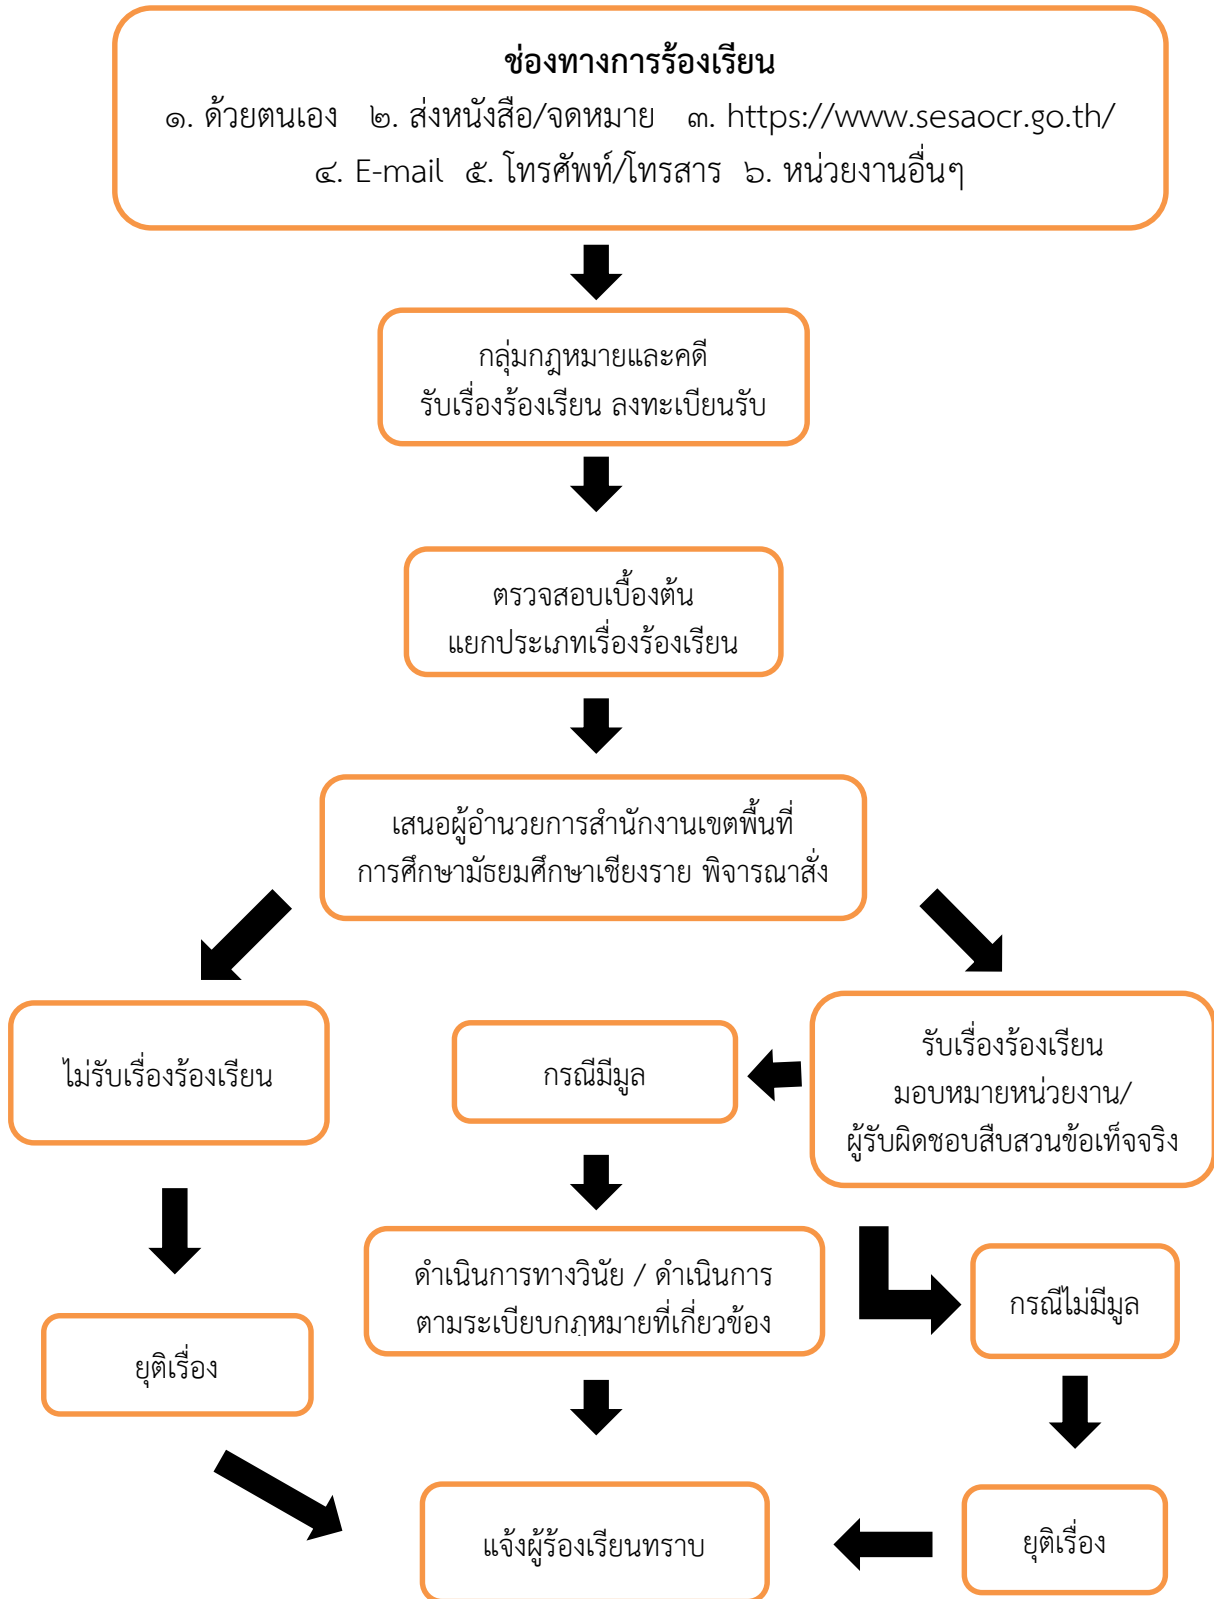 ช่องทางการร้องเรียน
๑. ด้วยตนเอง ๒. ส่งหนังสือ/จดหมาย ๓. https://www.sesaocr.go.th/
๔. E-mail ๕. โทรศัพท์/โทรสาร ๖. หน่วยงานอื่นๆ
กลุ่มกฎหมายและคดี
รับเรื่องร้องเรียน ลงทะเบียนรับ
ตรวจสอบเบื้องต้น
แยกประเภทเรื่องร้องเรียน
เสนอผู้อำนวยการสำนักงานเขตพื้นที่
การศึกษามัธยมศึกษาเชียงราย พิจารณาสั่ง
ไม่รับเรื่องร้องเรียน
กรณีมีมูล
รับเรื่องร้องเรียน
มอบหมายหน่วยงาน/
ผู้รับผิดชอบสืบสวนข้อเท็จจริง
ดำเนินการทางวินัย / ดำเนินการ
ตามระเบียบกฎหมายที่เกี่ยวข้อง
กรณีไม่มีมูล
ยุติเรื่อง
แจ้งผู้ร้องเรียนทราบ
ยุติเรื่อง